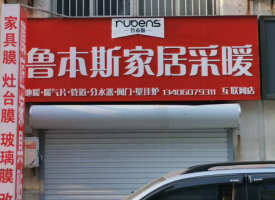 rubens
鲁本斯
鲁本斯家居采暖
地暖·暖气片·管道·分水器·阀门·壁挂炉 13406079311 互联网店
家具膜 灶台膜 玻璃膜 改